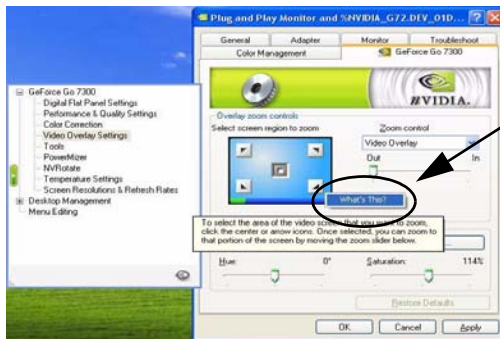 Plug and Play Monitor and %NVIDIA_G72.DEV_01D...
General
Adapter
Monitor
Troubleshoot
Color Management
GeForce Go 7300
NVIDIA.
GeForce Go 7300
Digital Flat Panel Settings
Performance & Quality Settings
Color Correction
Video Overlay Settings
Tools
PowerMizer
NVRotate
Temperature Settings
Screen Resolutions & Refresh Rates
Desktop Management
Menu Editing
Overlay zoom controls
Select screen region to zoom
Zoom control
Video Overlay
Out
In
What's This?
To select the area of the video screen that you want to zoom,
click the center or arrow icons. Once selected, you can zoom to
that portion of the screen by moving the zoom slider below.
Hue:
0°
Saturation:
114%
Restore Defaults
OK
Cancel
Apply